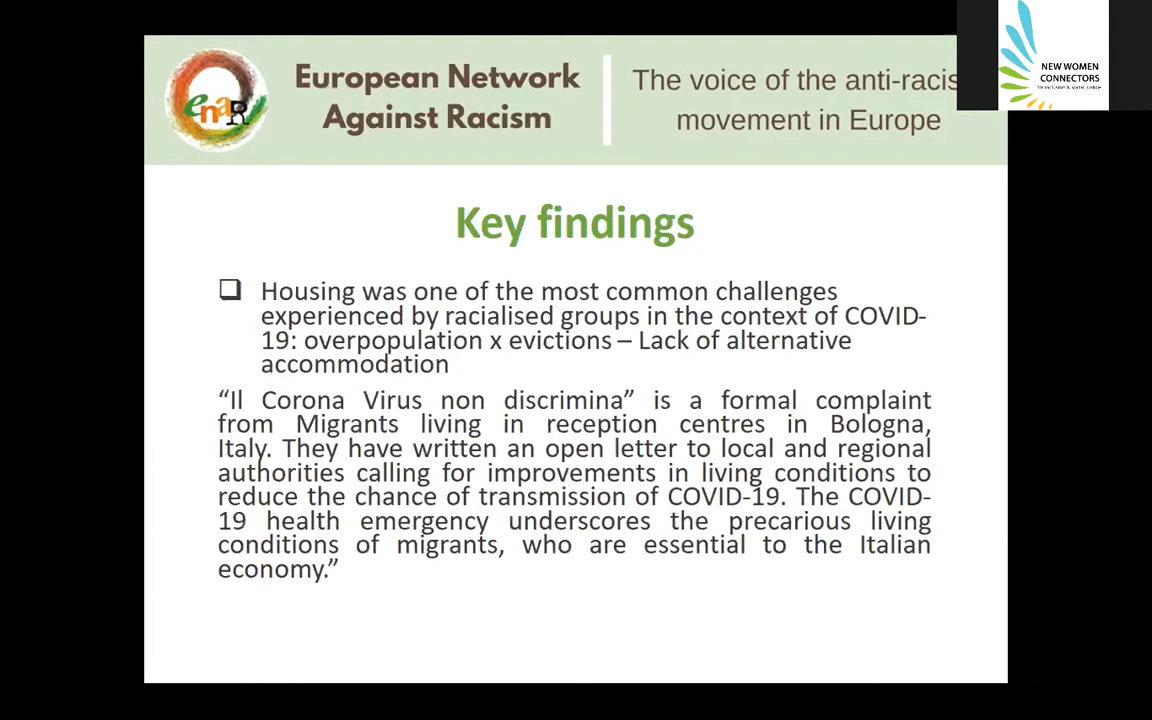 European Network
Against Racism
The voice of the anti-racis
movement in Europe
enaR
NEW WOMEN
CONNECTORS
for inclusion & social justice
Key findings
Housing was one of the most common challenges
experienced by racialised groups in the context of COVID-
19: overpopulation x evictions – Lack of alternative
accommodation
“Il Corona Virus non discrimina” is a formal complaint
from Migrants living in reception centres in Bologna,
Italy. They have written an open letter to local and regional
authorities calling for improvements in living conditions to
reduce the chance of transmission of COVID-19. The COVID-
19 health emergency underscores the precarious living
conditions of migrants, who are essential to the Italian
economy.”